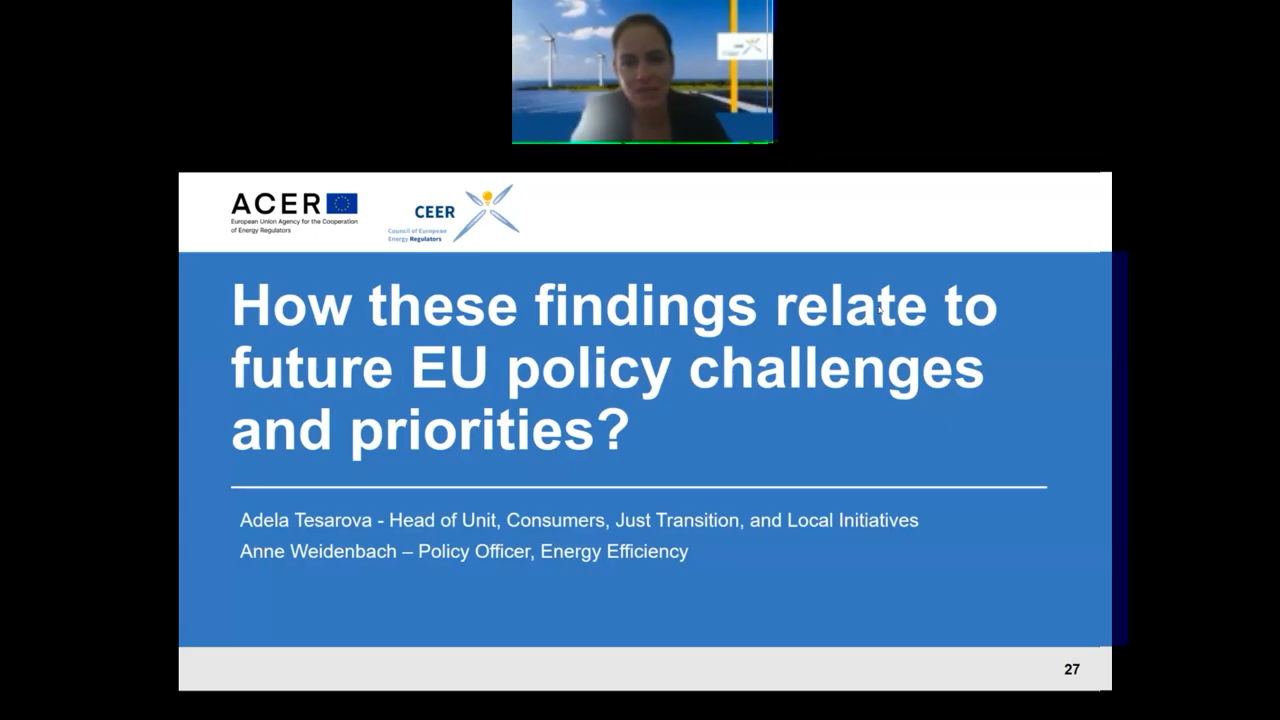 ACER
European Union Agency for the Cooperation
of Energy Regulators
CEER
Council of European
Energy Regulators
How these findings relate to
future EU policy challenges
and priorities?
Adela Tesarova - Head of Unit, Consumers, Just Transition, and Local Initiatives
Anne Weidenbach – Policy Officer, Energy Efficiency
27